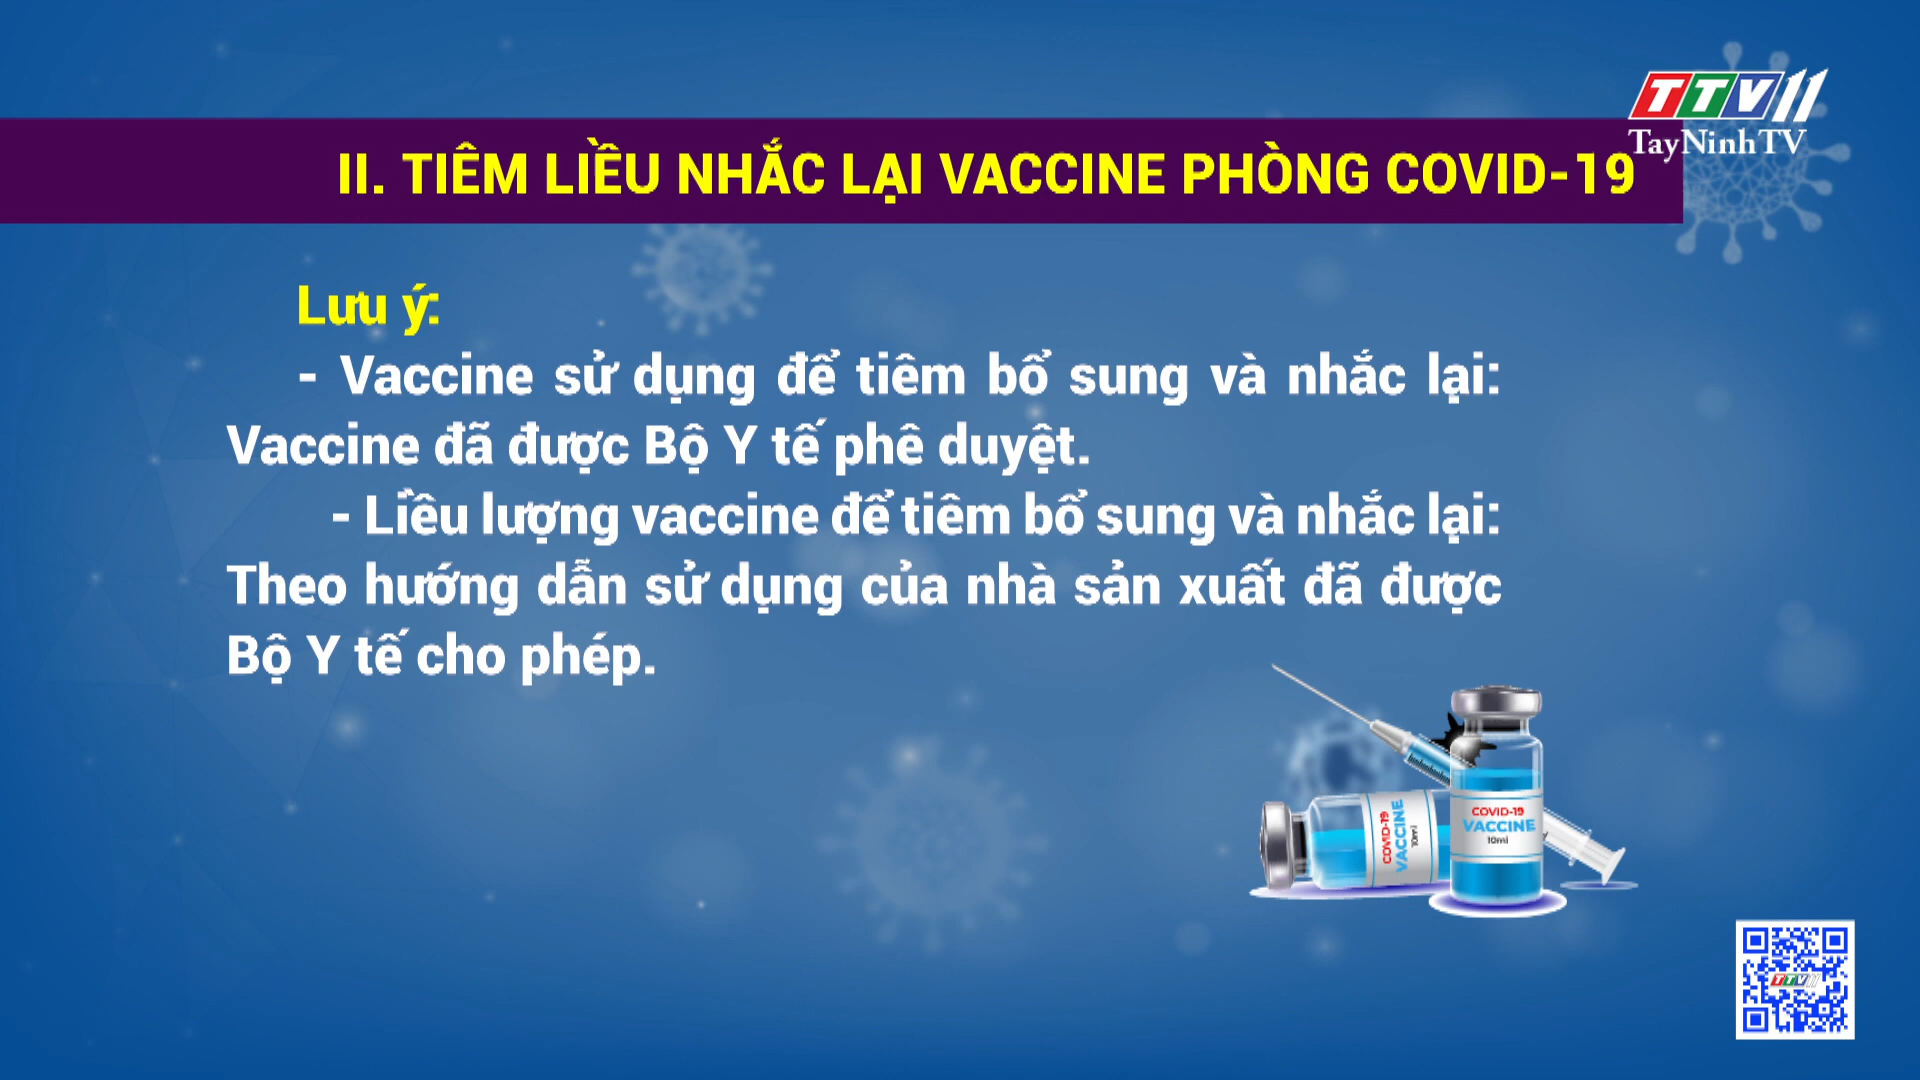 TTV11
TayNinhTV
II. TIÊM LIỀU NHẮC LẠI VACCINE PHÒNG COVID-19
Lưu ý:
- Vaccine sử dụng để tiêm bổ sung và nhắc lại:
Vaccine đã được Bộ Y tế phê duyệt.
- Liều lượng vaccine để tiêm bổ sung và nhắc lại:
Theo hướng dẫn sử dụng của nhà sản xuất đã được
Bộ Y tế cho phép.
COVID-19
VACCINE
10ml
COVID-19
VACCINE
10ml
TTV11